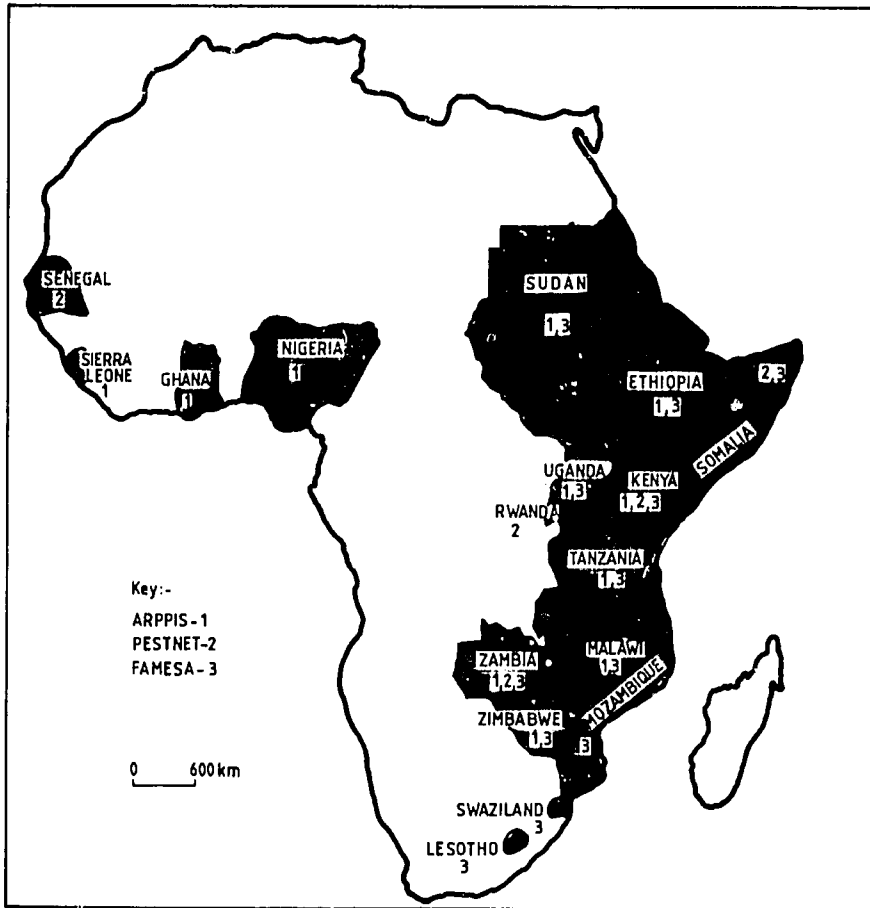 SENEGAL
2
SIERRA
LEONE
1
GHANA
1
NIGERIA
1
SUDAN
1,3
ETHIOPIA
1,3
2,3
SOMALIA
UGANDA
1,3
KENYA
1,2,3
RWANDA
2
TANZANIA
1,3
Key:-
ARPPIS-1
PESTNET-2
FAMESA-3
ZAMBIA
1,2,3
MALAWI
1,3
MOZAMBIQUE
3
ZIMBABWE
1,3
0 600 km
SWAZILAND
3
LESOTHO
3